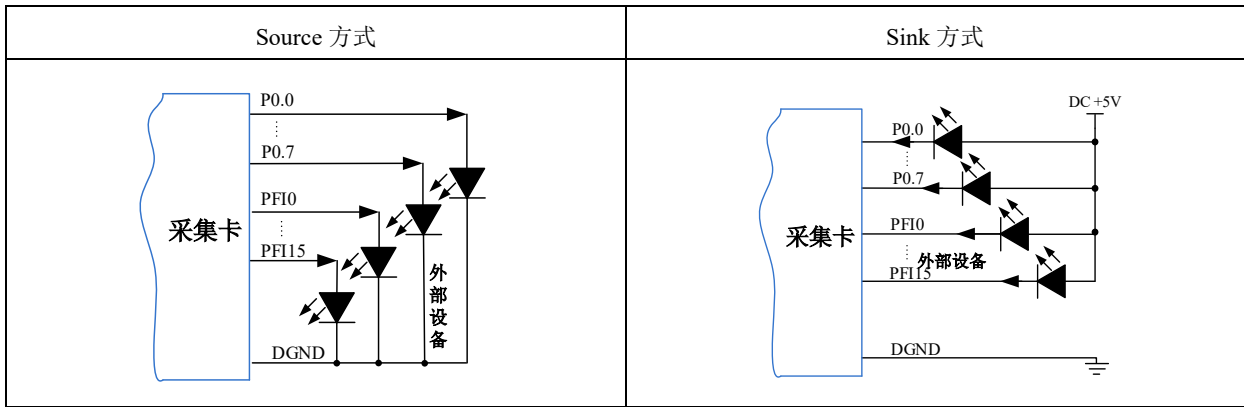 Source 方式
Sink 方式
P0.0
P0.7
PFI0
采集卡
PFI15
外部设备
DGND
DC +5V
P0.0
P0.7
PFI0
采集卡
外部设备
PFI15
DGND